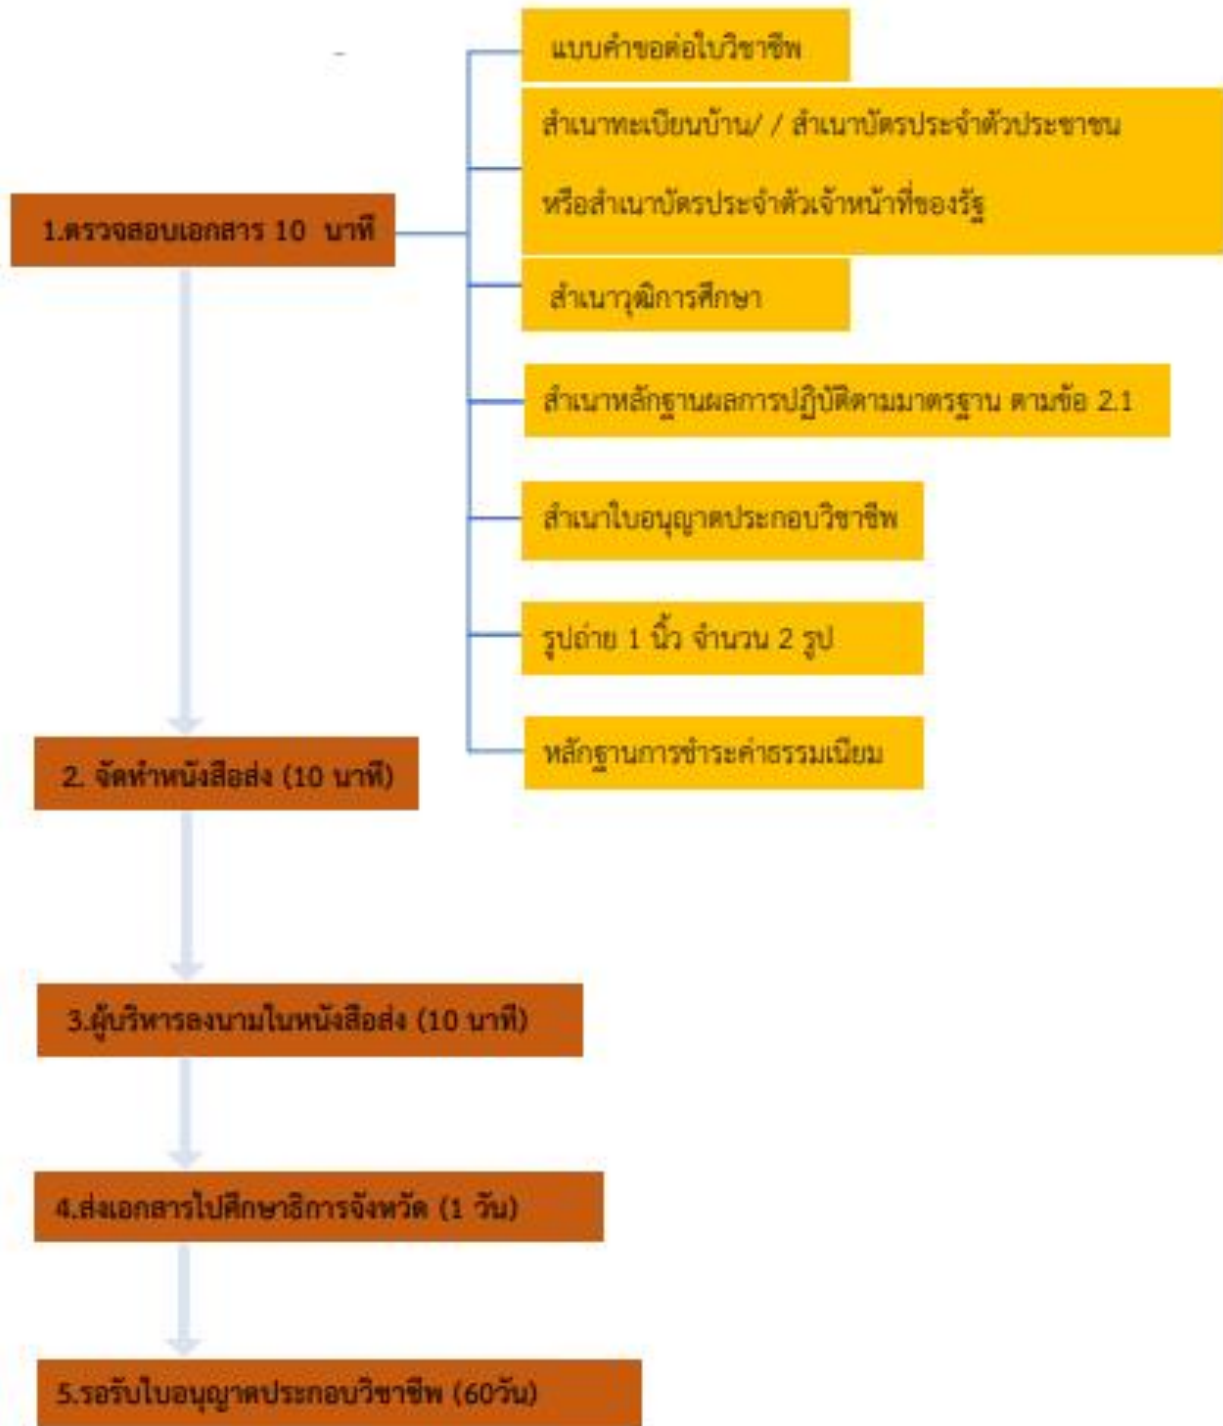 แบบคำขอต่อใบวิชาชีพ
สำเนาทะเบียนบ้าน/ / สำเนาบัตรประจำตัวประชาชน
หรือสำเนาบัตรประจำตัวเจ้าหน้าที่ของรัฐ
1.ตรวจสอบเอกสาร 10 นาที
สำเนาวุฒิการศึกษา
สำเนาหลักฐานผลการปฏิบัติตามมาตรฐาน ตามข้อ 2.1
สำเนาใบอนุญาตประกอบวิชาชีพ
รูปถ่าย 1 นิ้ว จำนวน 2 รูป
หลักฐานการชำระค่าธรรมเนียม
2. จัดทำหนังสือส่ง (10 นาที)
3.ผู้บริหารลงนามในหนังสือส่ง (10 นาที)
4.ส่งเอกสารไปศึกษาธิการจังหวัด (1 วัน)
5.รอรับใบอนุญาตประกอบวิชาชีพ (60วัน)